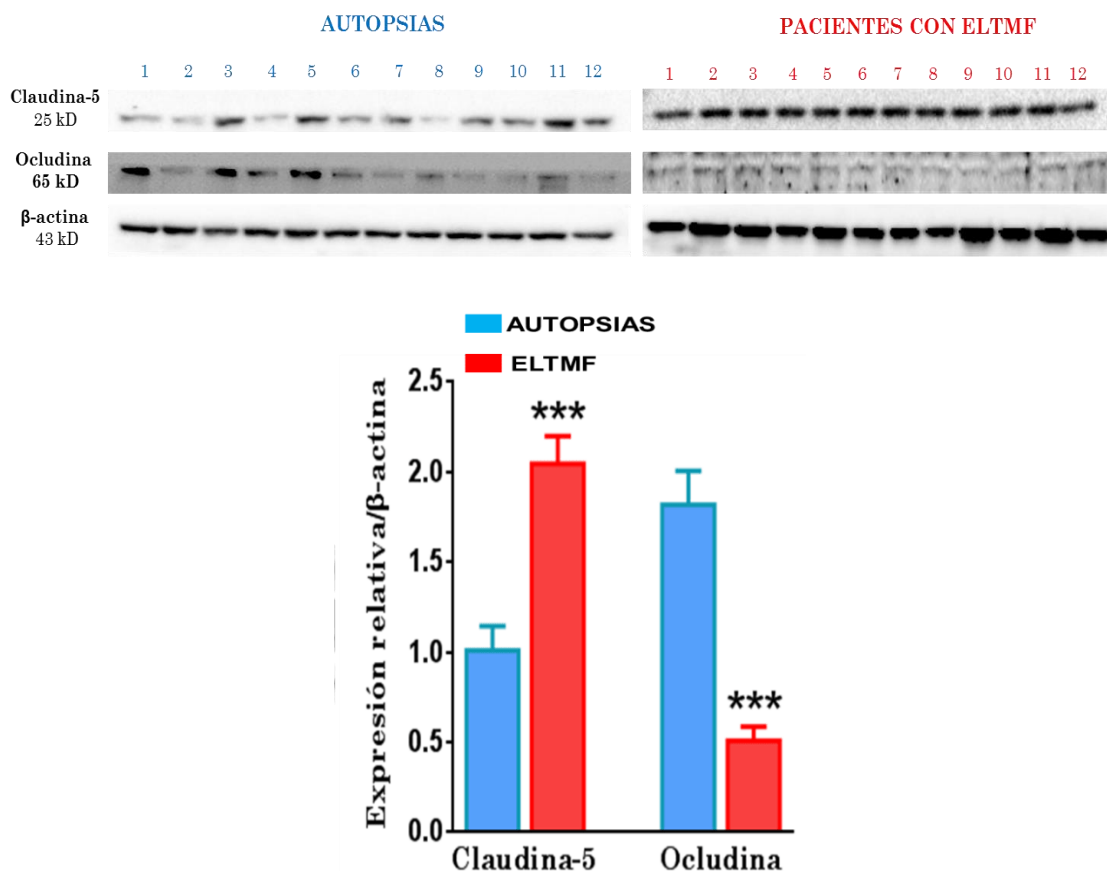 AUTOPSIAS
PACIENTES CON ELTMF
1 2 3 4 5 6 7 8 9 10 11 12
1 2 3 4 5 6 7 8 9 10 11 12
Claudina-5
25 kD
Ocludina
65 kD
β-actina
43 kD
AUTOPSIAS
ELTMF
Expresión relativa/β-actina
2.5
2.0
1.5
1.0
0.5
0.0
***
***
Claudina-5
Ocludina